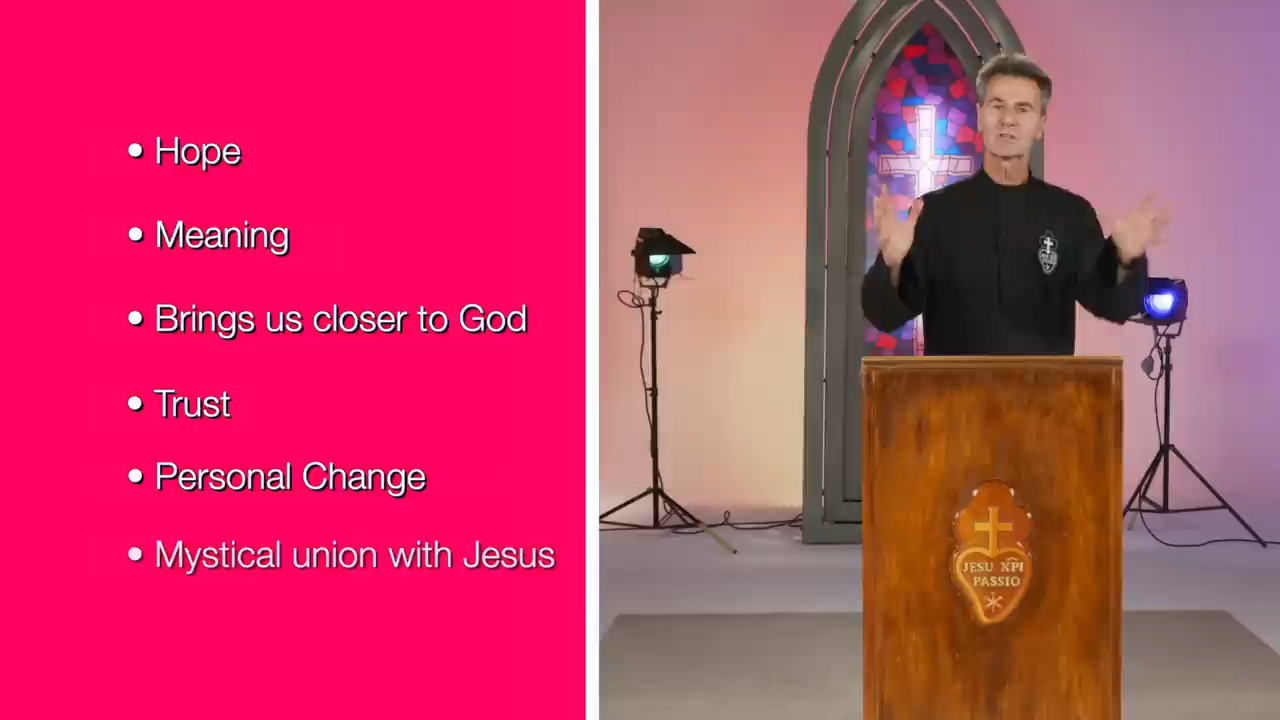 • Hope
• Meaning
• Brings us closer to God
• Trust
• Personal Change
• Mystical union with Jesus
JESU XPI
PASSIO